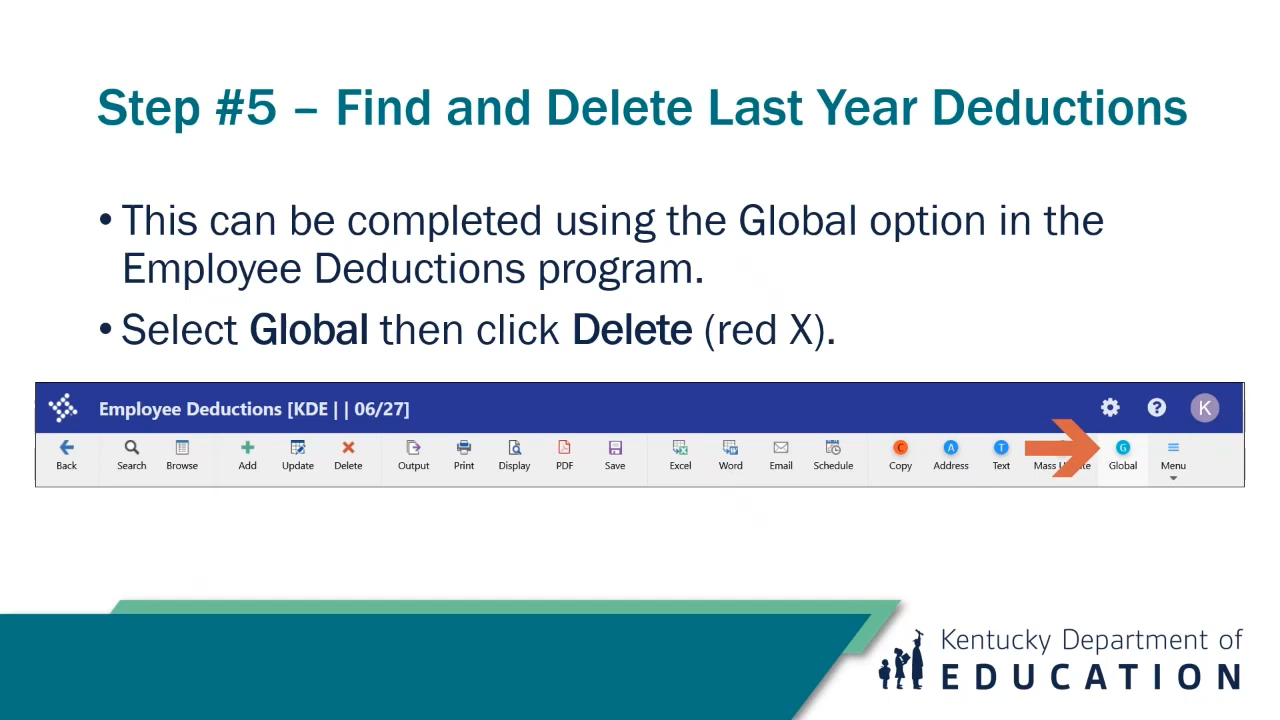 Step #5 – Find and Delete Last Year Deductions
• This can be completed using the Global option in the
Employee Deductions program.
• Select Global then click Delete (red X).
Employee Deductions [KDE | | 06/27]
? K
Back Search Browse Add Update Delete Output Print Display PDF Save Excel Word Email Schedule Copy Address Text Mass Global Menu
C A T G
Kentucky Department of
EDUCATION